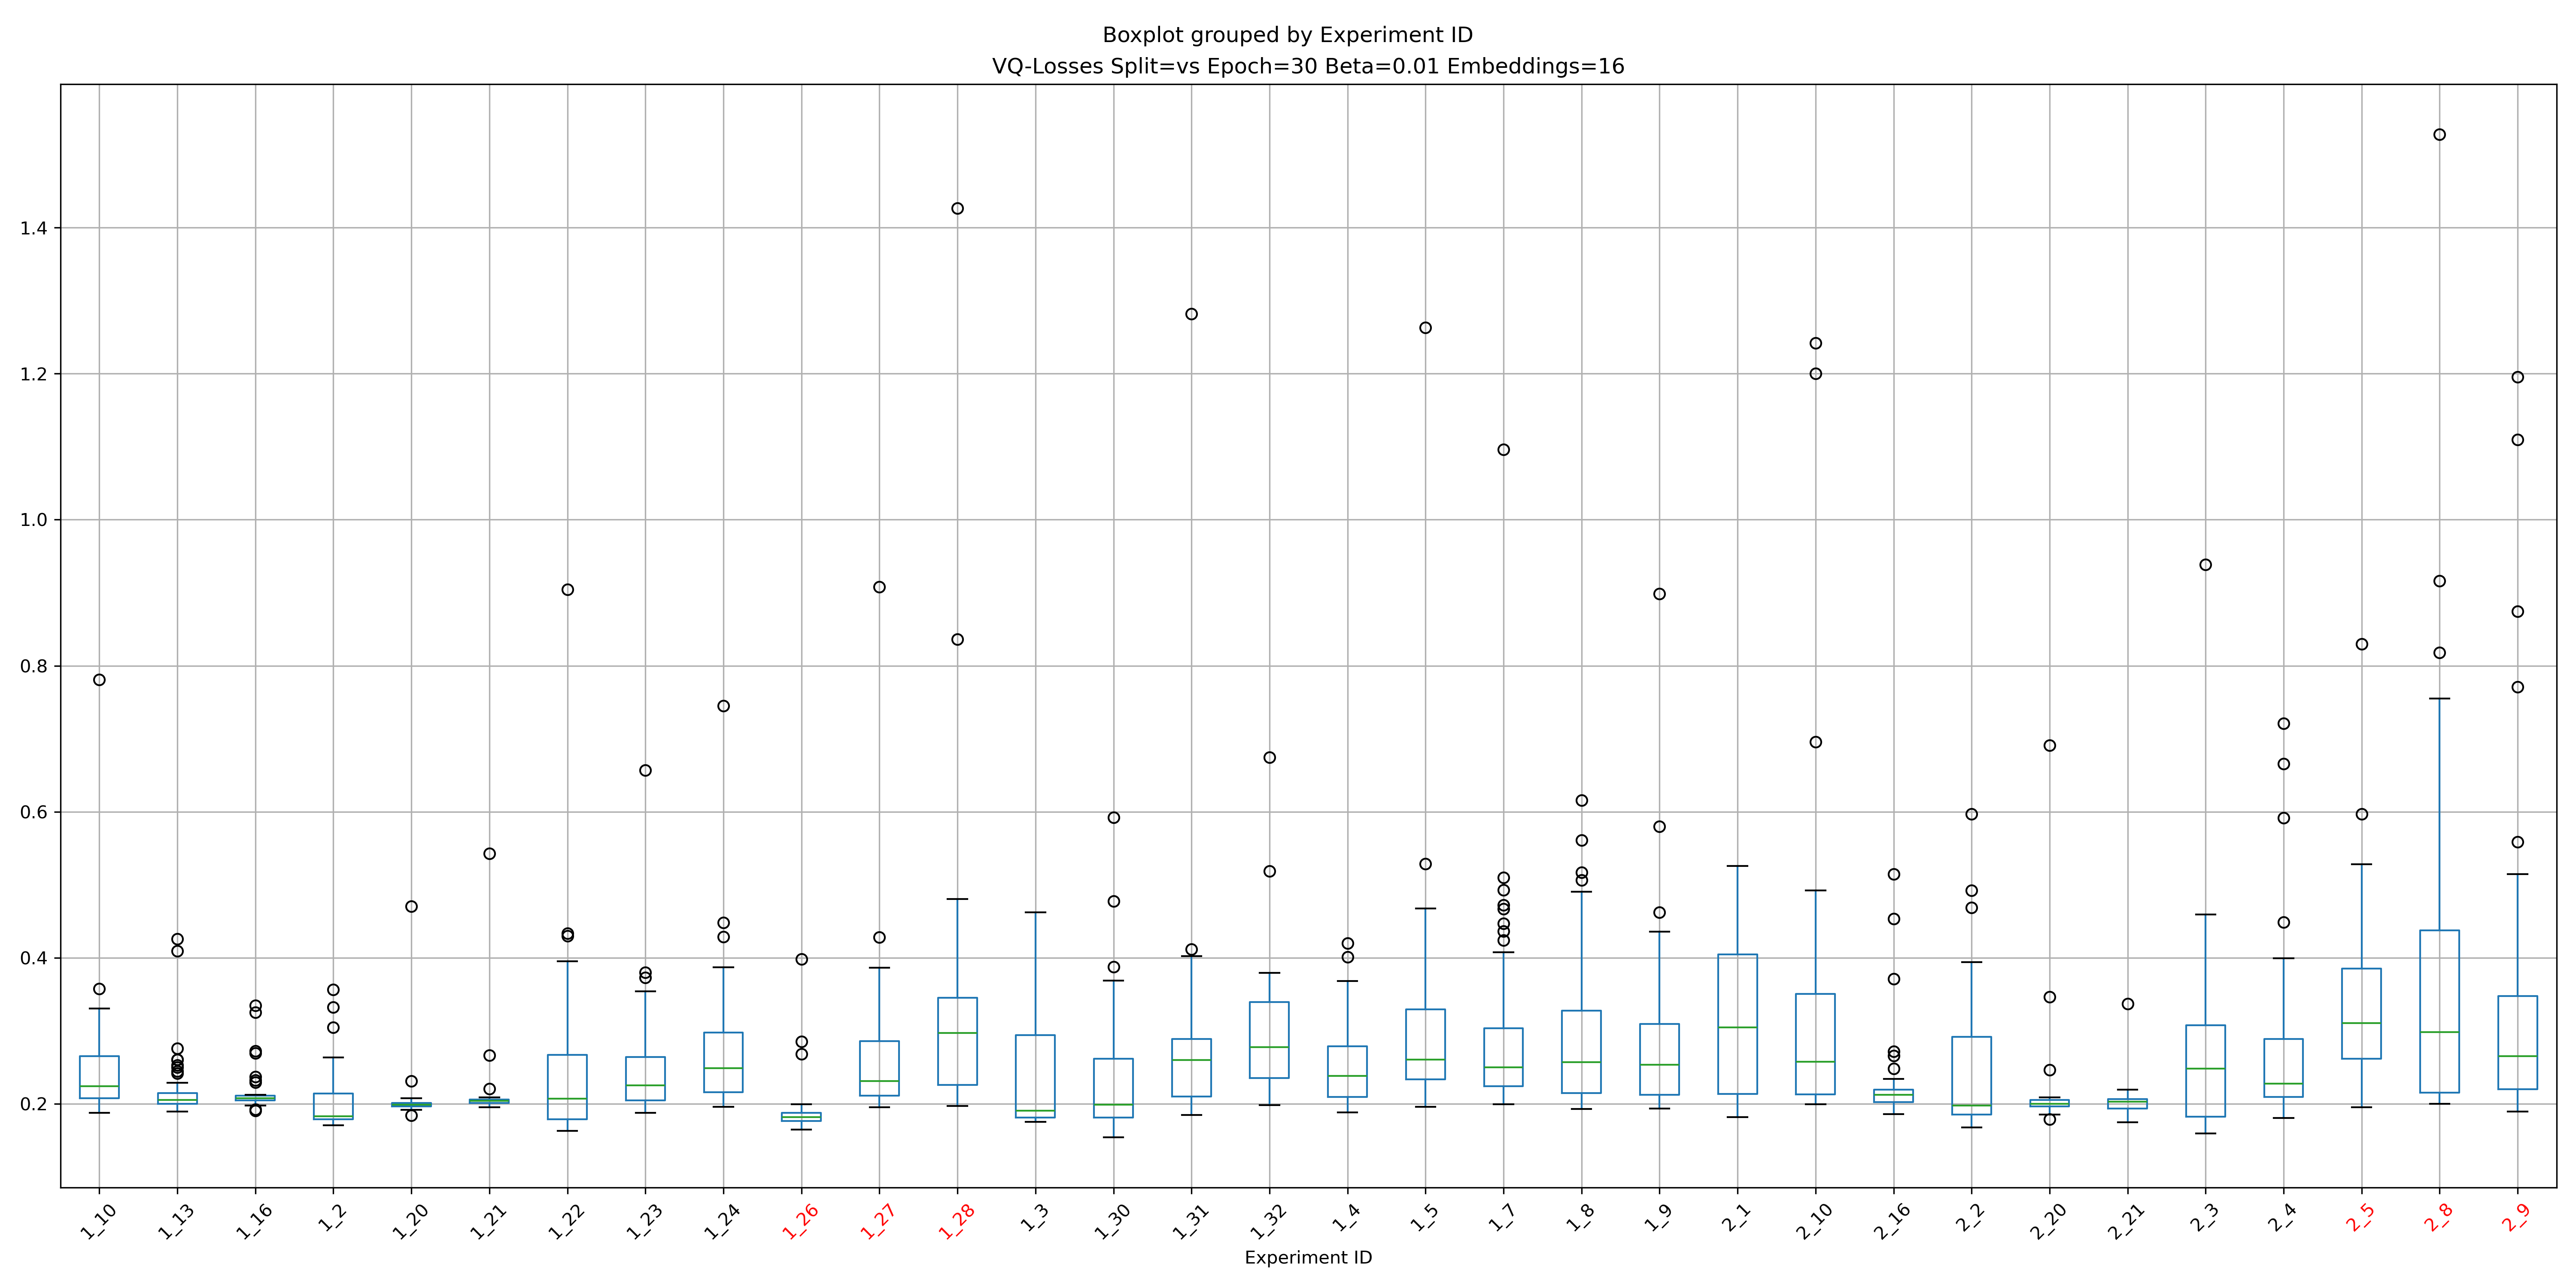 Boxplot grouped by Experiment ID
VQ-Losses Split=vs Epoch=30 Beta=0.01 Embeddings=16
1.4
1.2
1.0
0.8
0.6
0.4
0.2
1_10 1_13 1_16 1_2 1_20 1_21 1_22 1_23 1_24 1_26 1_27 1_28 1_3 1_30 1_31 1_32 1_4 1_5 1_7 1_8 1_9 2_1 2_10 2_16 2_2 2_20 2_21 2_3 2_4 2_5 2_8 2_9
Experiment ID